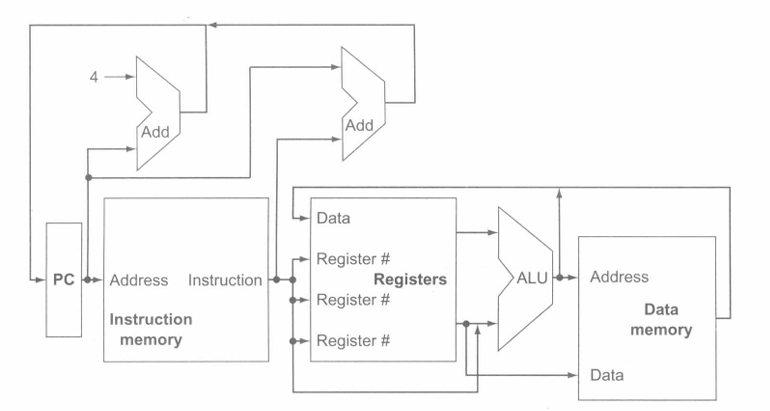 4
Add
Add
Data
Register #
PC
Address
Instruction
Registers
ALU
Address
Register #
Instruction
memory
Data
memory
Register #
Data